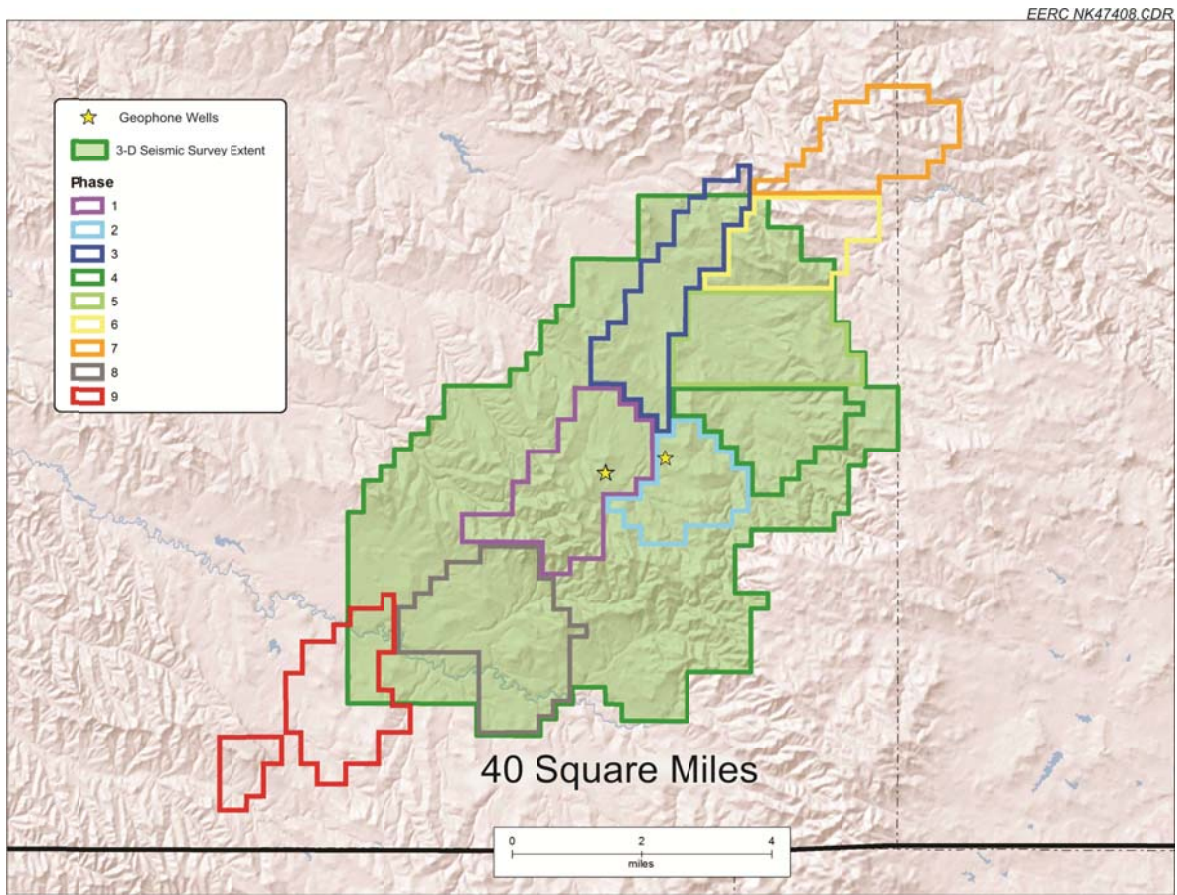 EERC NK47408.CDR
Geophone Wells
3-D Seismic Survey Extent
Phase
1
2
3
4
5
6
7
8
9
40 Square Miles
0 2 4
miles